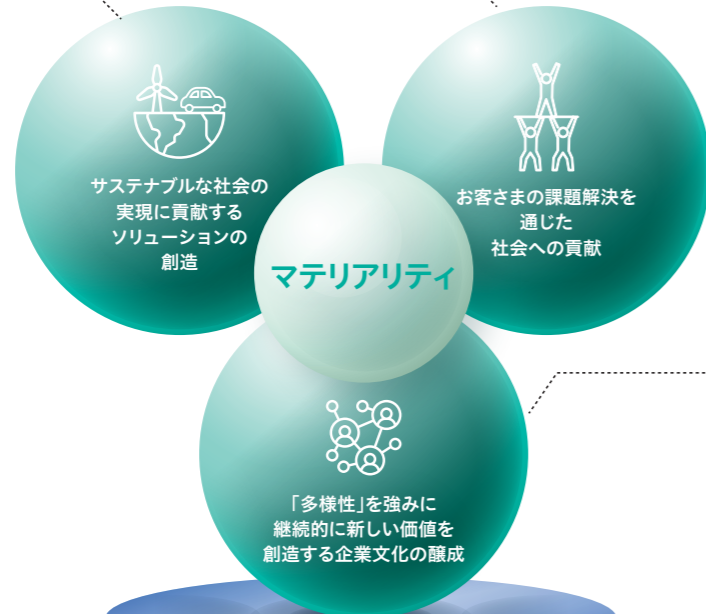 サステナブルな社会の
実現に貢献する
ソリューションの
創造
お客さまの課題解決を
通じた
社会への貢献
マテリアリティ
「多様性」を強みに
継続的に新しい価値を
創造する企業文化の醸成